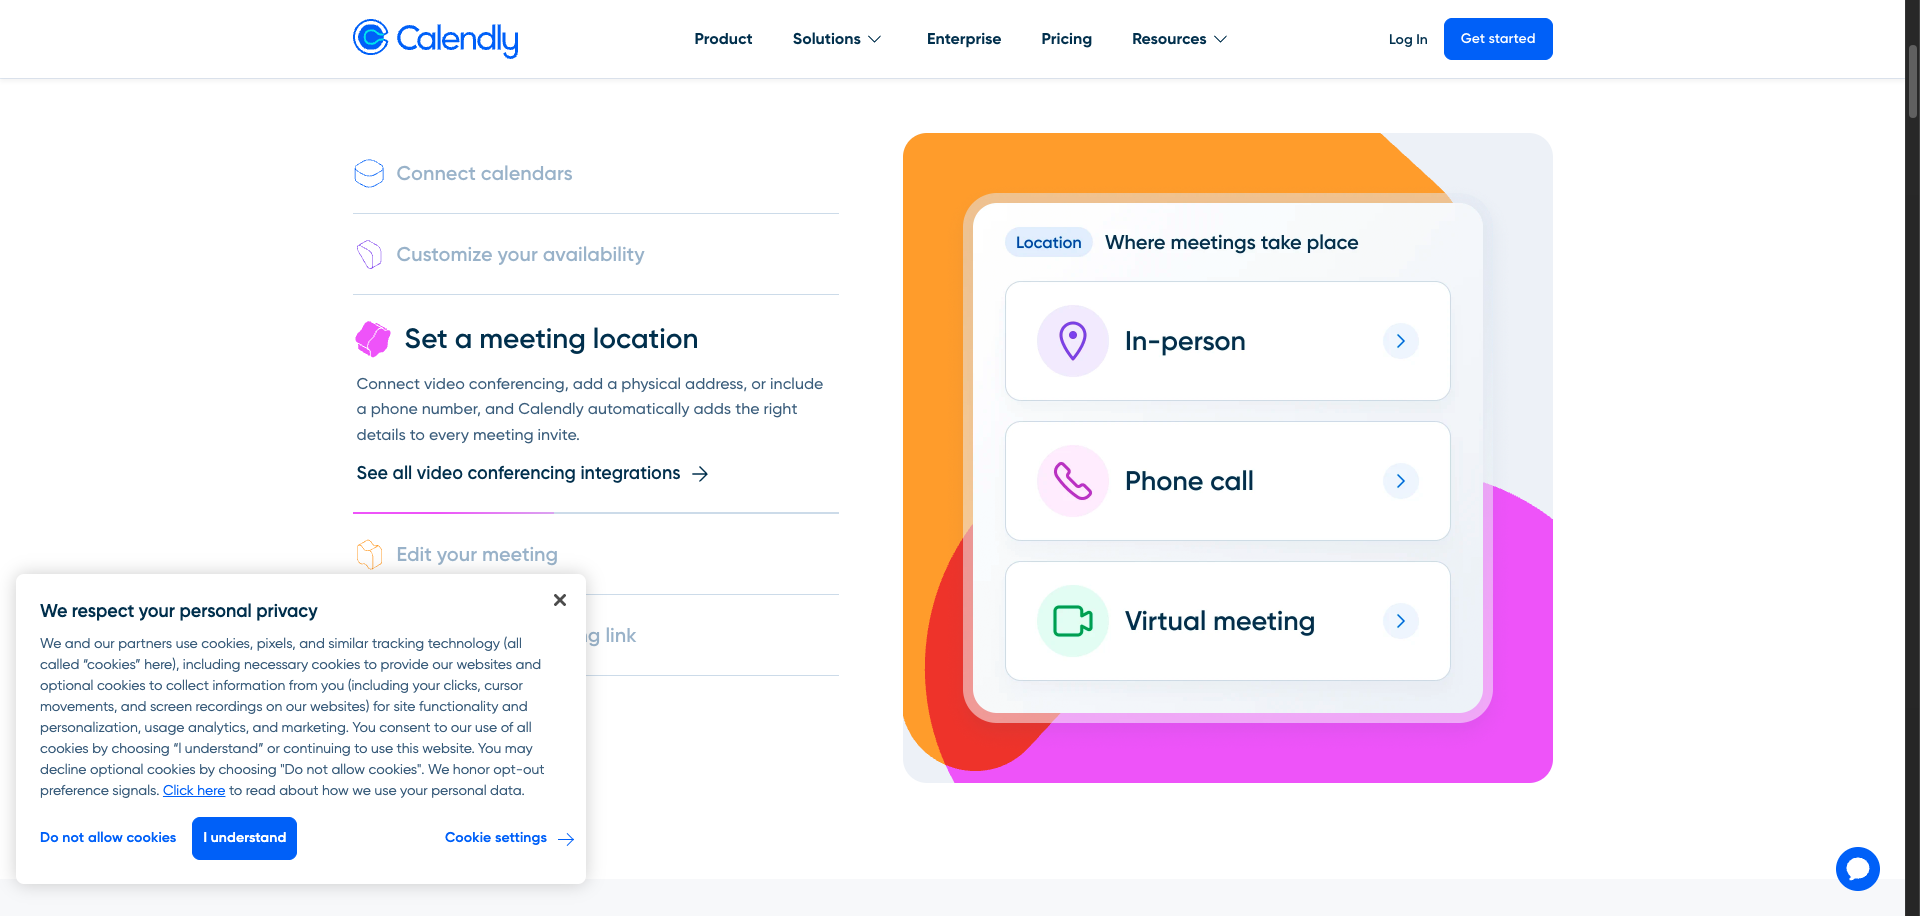 Calendly
Product
Solutions
Enterprise
Pricing
Resources
Log In
Get started
Connect calendars
Customize your availability
Set a meeting location
Connect video conferencing, add a physical address, or include
a phone number, and Calendly automatically adds the right
details to every meeting invite.
See all video conferencing integrations
Edit your meeting
link
Location
Where meetings take place
In-person
Phone call
Virtual meeting
We respect your personal privacy
We and our partners use cookies, pixels, and similar tracking technology (all
called “cookies” here), including necessary cookies to provide our websites and
optional cookies to collect information from you (including your clicks, cursor
movements, and screen recordings on our websites) for site functionality and
personalization, usage analytics, and marketing. You consent to our use of all
cookies by choosing “I understand” or continuing to use this website. You may
decline optional cookies by choosing "Do not allow cookies". We honor opt-out
preference signals. Click here to read about how we use your personal data.
Do not allow cookies
I understand
Cookie settings